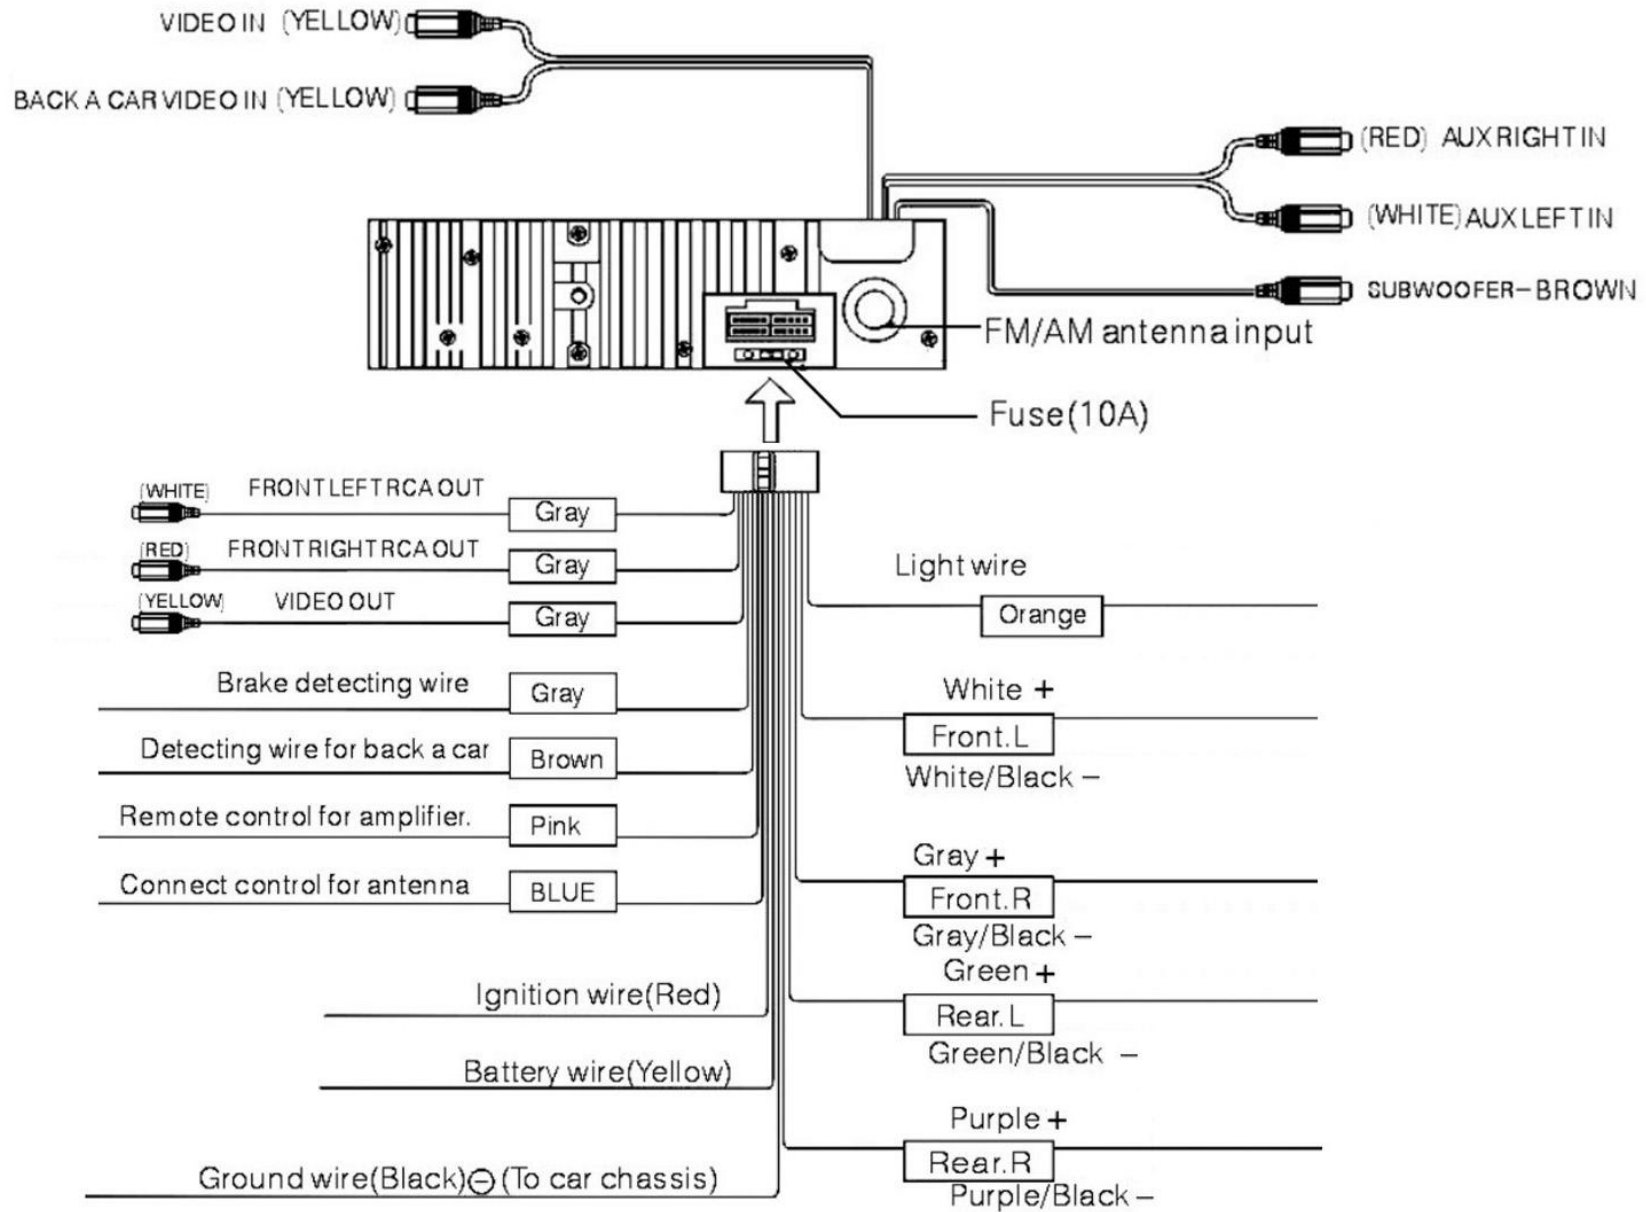 VIDEO IN (YELLOW)
BACK A CAR VIDEO IN (YELLOW)
(RED) AUX RIGHT IN
(WHITE) AUX LEFT IN
SUBWOOFER-BROWN
FM/AM antenna input
Fuse(10A)
(WHITE) FRONT LEFT RCA OUT
Gray
(RED) FRONT RIGHT RCA OUT
Gray
(YELLOW) VIDEO OUT
Gray
Brake detecting wire
Gray
Detecting wire for back a car
Brown
Remote control for amplifier.
Pink
Connect control for antenna
BLUE
Ignition wire(Red)
Battery wire(Yellow)
Ground wire(Black)⊖(To car chassis)
Light wire
Orange
White +
Front.L
White/Black -
Gray +
Front.R
Gray/Black -
Green +
Rear.L
Green/Black -
Purple +
Rear.R
Purple/Black -